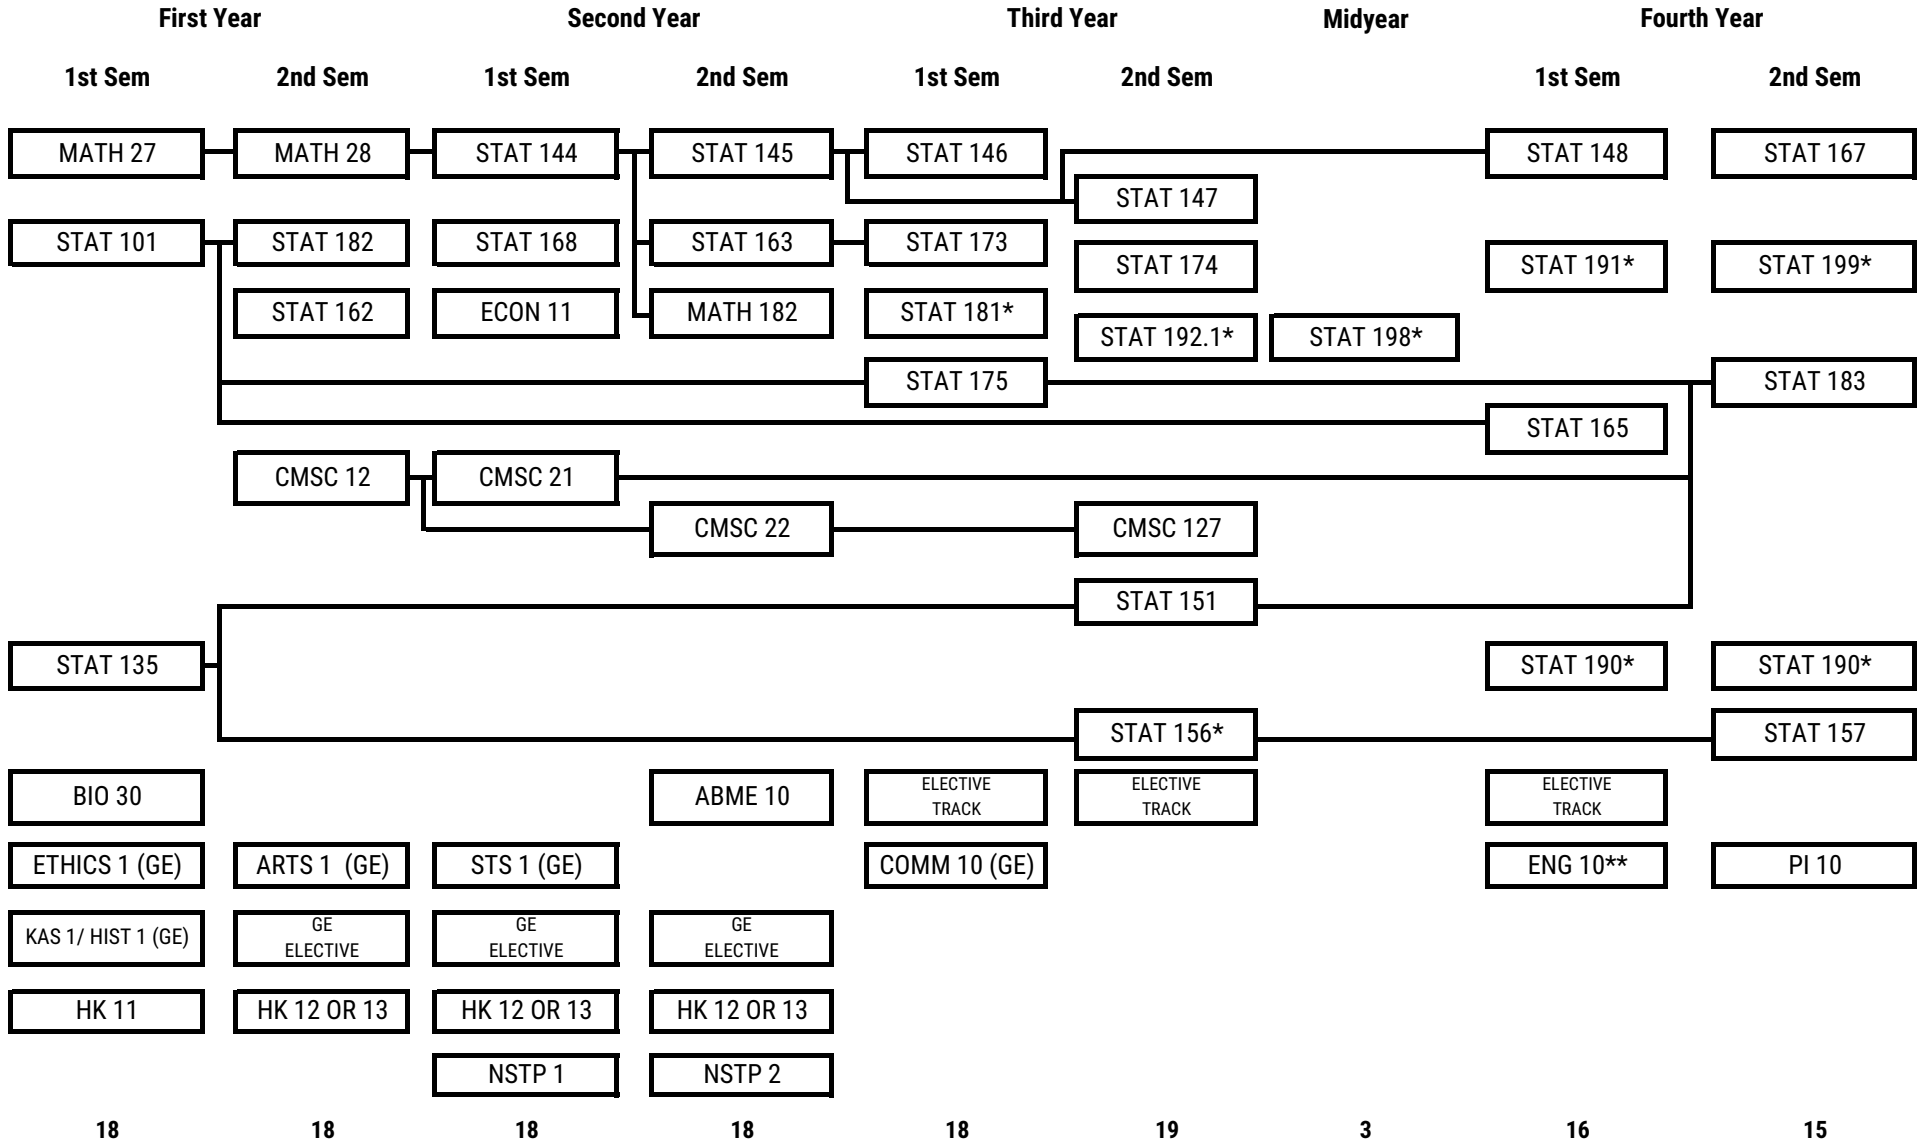 First Year Second Year Third Year Midyear Fourth Year
1st Sem 2nd Sem 1st Sem 2nd Sem 1st Sem 2nd Sem 1st Sem 2nd Sem
MATH 27 MATH 28 STAT 144 STAT 145 STAT 146 STAT 148 STAT 167
STAT 147
STAT 101 STAT 182 STAT 168 STAT 163 STAT 173
STAT 174 STAT 191* STAT 199*
STAT 162 ECON 11 MATH 182 STAT 181*
STAT 192.1* STAT 198*
STAT 175 STAT 183
STAT 165
CMSC 12 CMSC 21
CMSC 22 CMSC 127
STAT 151
STAT 135 STAT 190* STAT 190*
STAT 156* STAT 157
BIO 30 ABME 10 ELECTIVE TRACK ELECTIVE TRACK ELECTIVE TRACK
ETHICS 1 (GE) ARTS 1 (GE) STS 1 (GE) COMM 10 (GE) ENG 10** PI 10
KAS 1/ HIST 1 (GE) GE ELECTIVE GE ELECTIVE GE ELECTIVE
HK 11 HK 12 OR 13 HK 12 OR 13 HK 12 OR 13
NSTP 1 NSTP 2
18 18 18 18 18 19 3 16 15